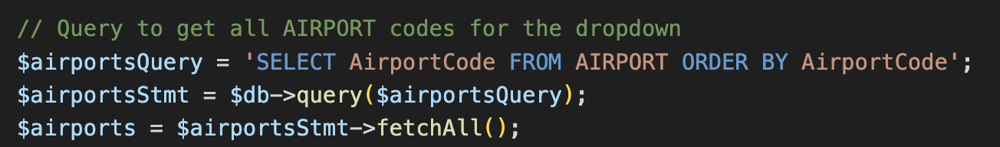 // Query to get all AIRPORT codes for the dropdown
$airportsQuery = 'SELECT AirportCode FROM AIRPORT ORDER BY AirportCode';
$airportsStmt = $db->query($airportsQuery);
$airports = $airportsStmt->fetchAll();